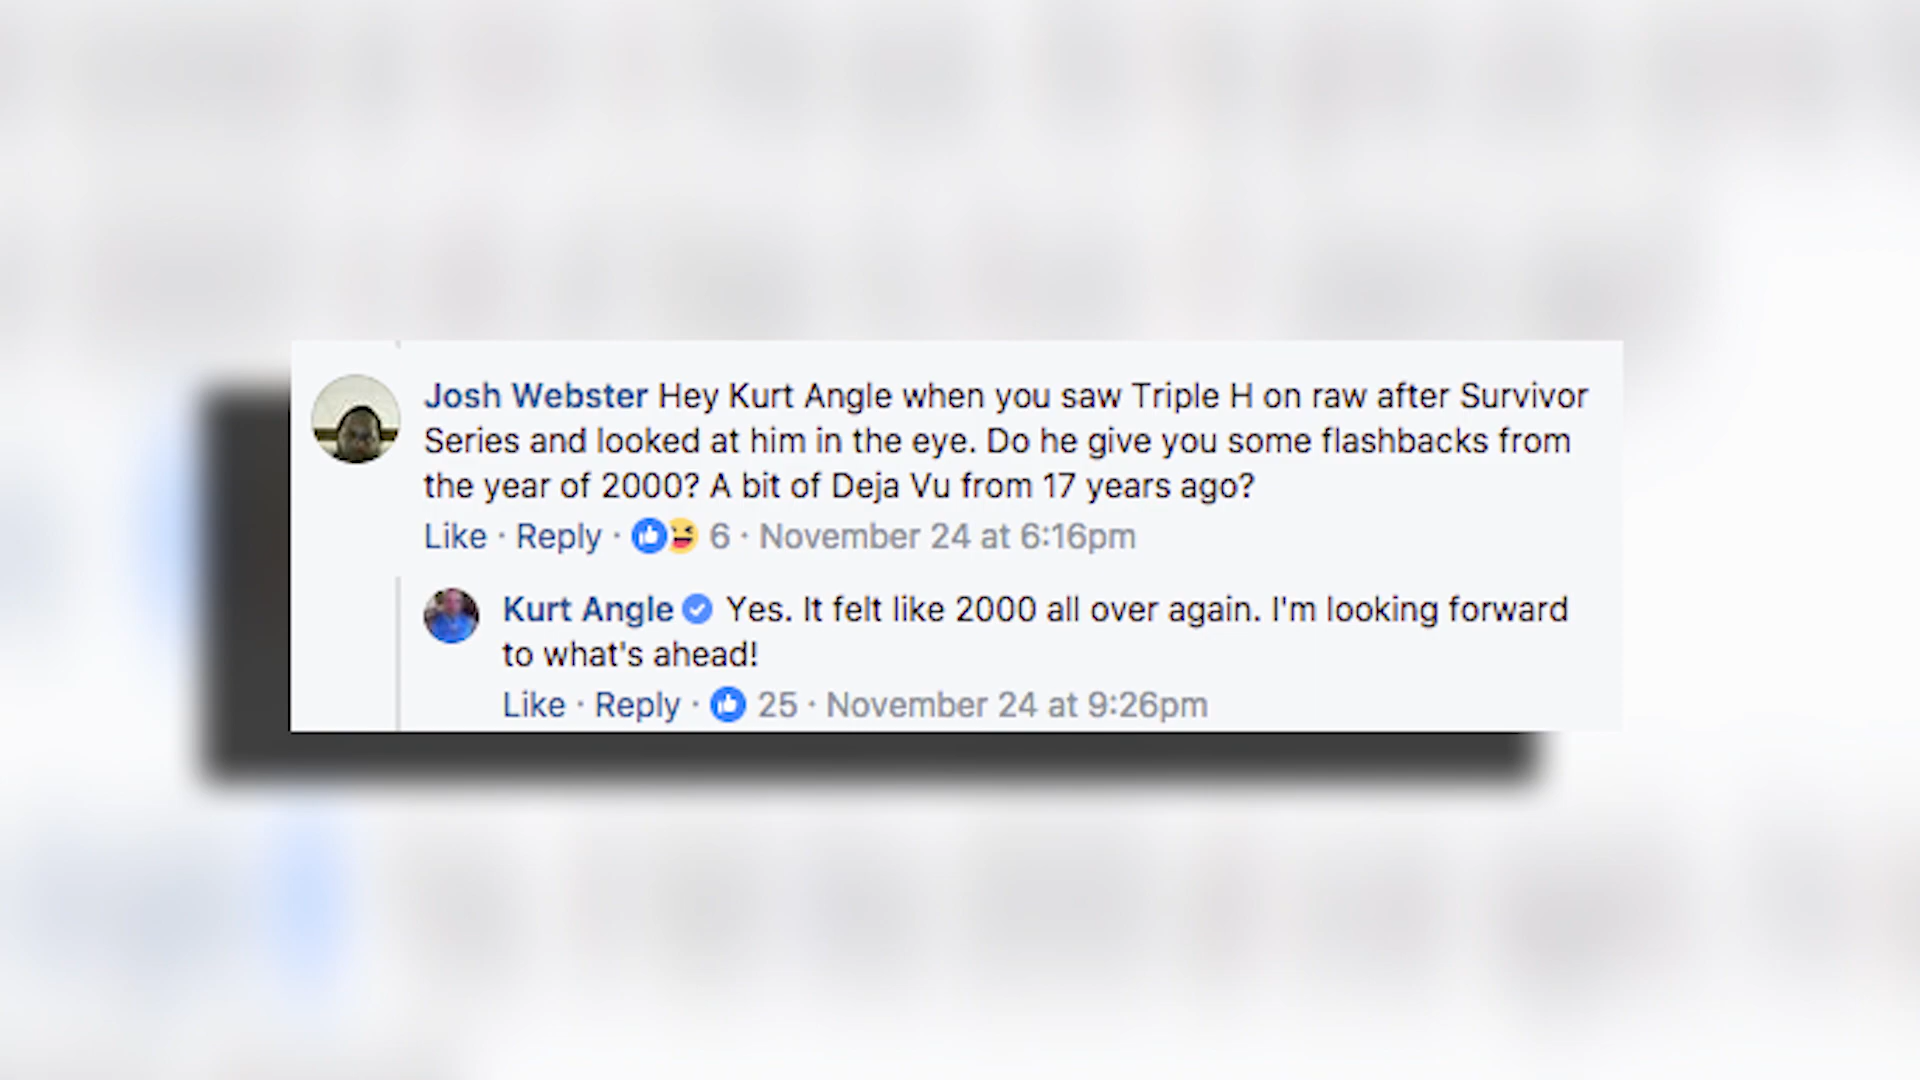 Josh Webster Hey Kurt Angle when you saw Triple H on raw after Survivor
Series and looked at him in the eye. Do he give you some flashbacks from
the year of 2000? A bit of Deja Vu from 17 years ago?
Like · Reply · 6 · November 24 at 6:16pm
Kurt Angle Yes. It felt like 2000 all over again. I'm looking forward
to what's ahead!
Like · Reply · 25 · November 24 at 9:26pm